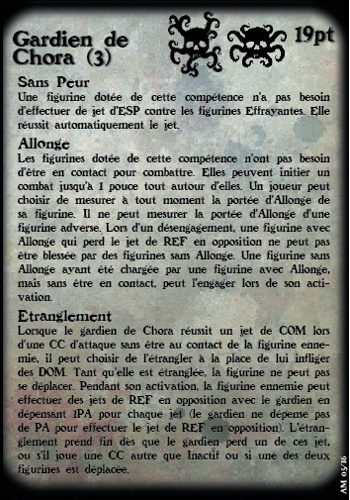 Gardien de
Chora (3)
19pt
Sans Peur
Une figurine dotée de cette compétence n'a pas besoin
d'effectuer de jet d'ESP contre les figurines Effrayantes. Elle
réussit automatiquement le jet.
Allonge
Les figurines dotée de cette compétence n'ont pas besoin
d'être en contact pour combattre. Elles peuvent initier un
combat jusqu'à 1 pouce tout autour d'elles. Un joueur peut
choisir de mesurer à tout moment la portée d'Allonge de
sa figurine. Il ne peut mesurer la portée d'Allonge d'une
figurine adverse. Lors d'un désengagement, une figurine avec
Allonge qui perd le jet de REF en opposition ne peut pas
être blessée par des figurines sans Allonge. Une figurine sans
Allonge ayant été chargée par une figurine avec Allonge,
mais sans être en contact, peut l'engager lors de son acti-
vation.
Etranglement
Lorsque le gardien de Chora réussit un jet de COM lors
d'une CC d'attaque sans être au contact de la figurine enne-
mie, il peut choisir de l'étrangler à la place de lui infliger
des DOM. Tant qu'elle est étranglée, la figurine ne peut pas
se déplacer. Pendant son activation, la figurine ennemie peut
effectuer des jets de REF en opposition avec le gardien en
dépensant 1PA pour chaque jet (le gardien ne dépense pas
de PA pour effectuer le jet de REF en opposition). L'étran-
glement prend fin dès que le gardien perd un de ces jet,
ou s'il joue une CC autre que Inactif ou si une des deux
figurines est déplacée.
AM 05/16